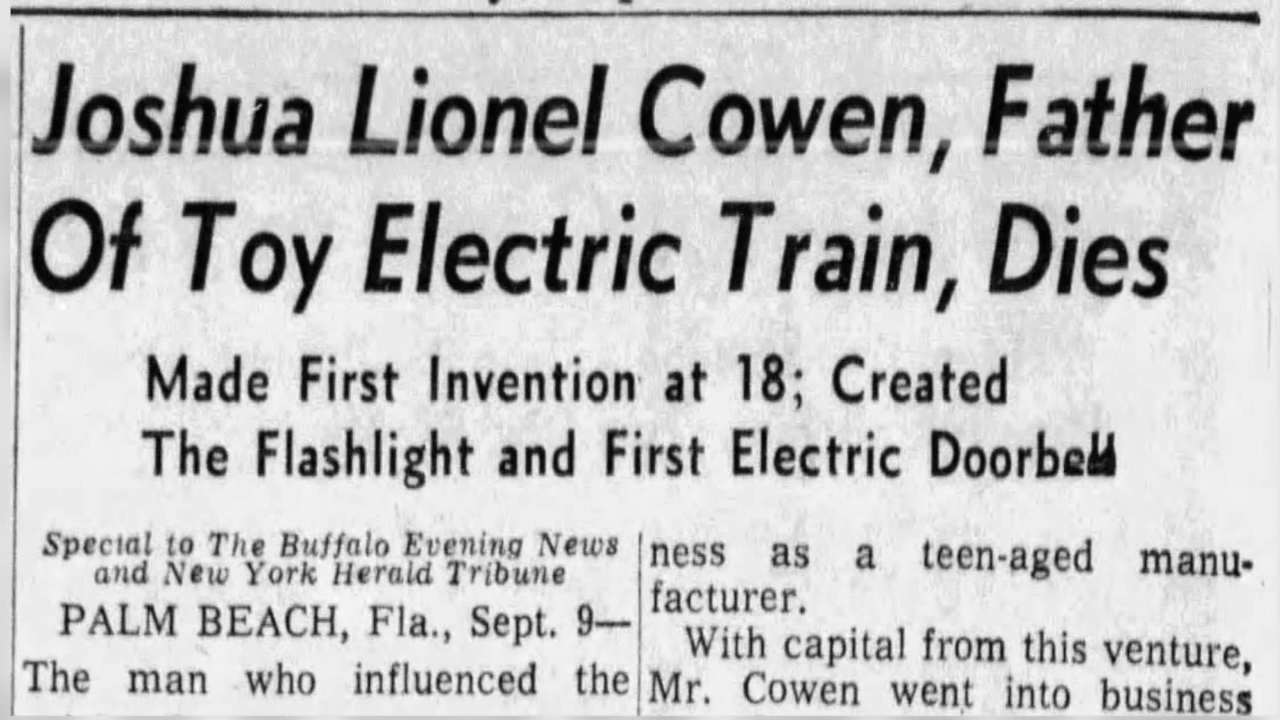 Joshua Lionel Cowen, Father
Of Toy Electric Train, Dies
Made First Invention at 18; Created
The Flashlight and First Electric Doorbell
Special to The Buffalo Evening News
and New York Herald Tribune
PALM BEACH, Fla., Sept. 9—
The man who influenced the
ness as a teen-aged manu-
facturer.
With capital from this venture,
Mr. Cowen went into business